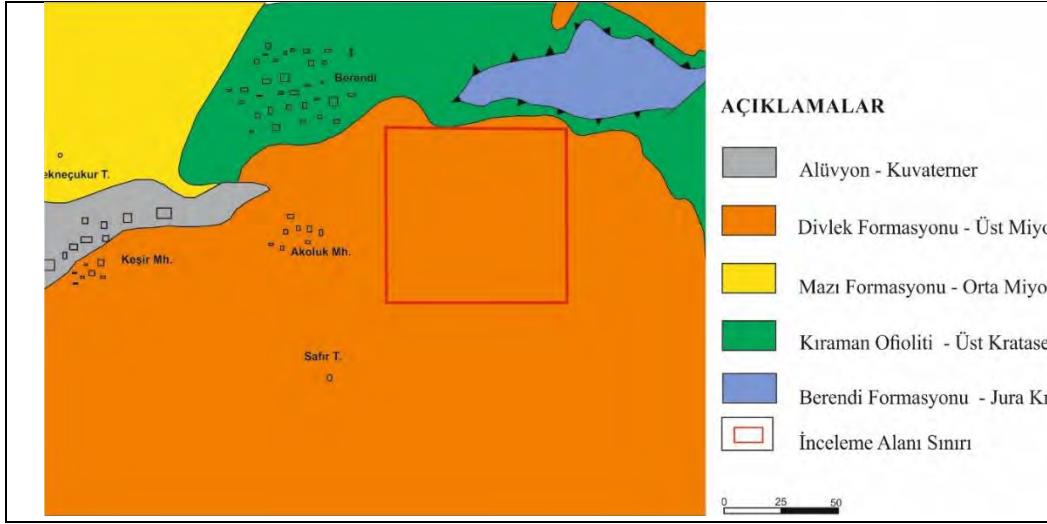 Berendi
ekneçukur T.
Keşir Mh.
Akoluk Mh.
Safır T.
AÇIKLAMALAR
Alüvyon - Kuvaterner
Divlek Formasyonu - Üst Miyo
Mazı Formasyonu - Orta Miyo
Kıraman Ofioliti - Üst Kratase
Berendi Formasyonu - Jura Kr
İnceleme Alanı Sınırı
0 25 50